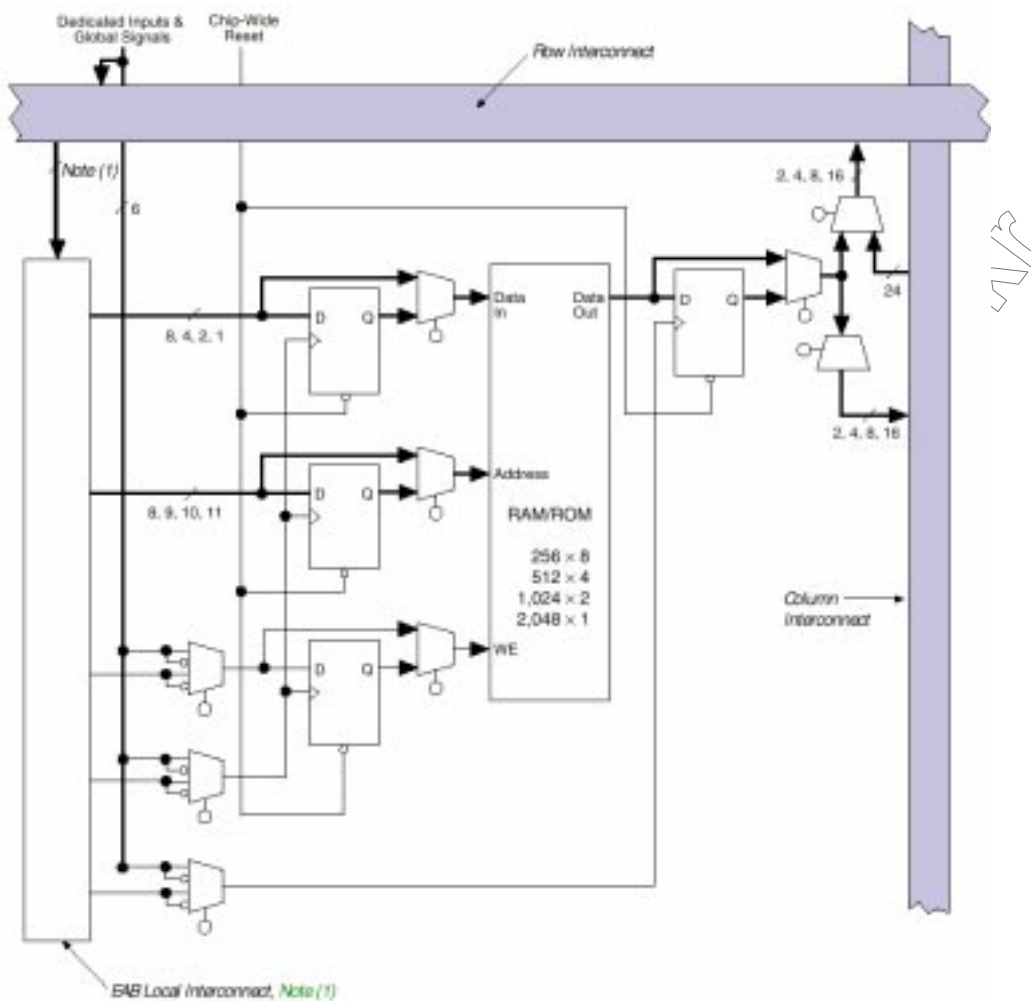 Dedicated Inputs &
Global Signals
Chip-Wide
Reset
Row Interconnect
Note (1)
6
2, 4, 8, 16
24
8, 4, 2, 1
D Q
Data
In
Data
Out
D Q
2, 4, 8, 16
8, 9, 10, 11
D Q
Address
RAM/ROM
256 × 8
512 × 4
1,024 × 2
2,048 × 1
Column
Interconnect
D Q
WE
EAB Local Interconnect, Note (1)